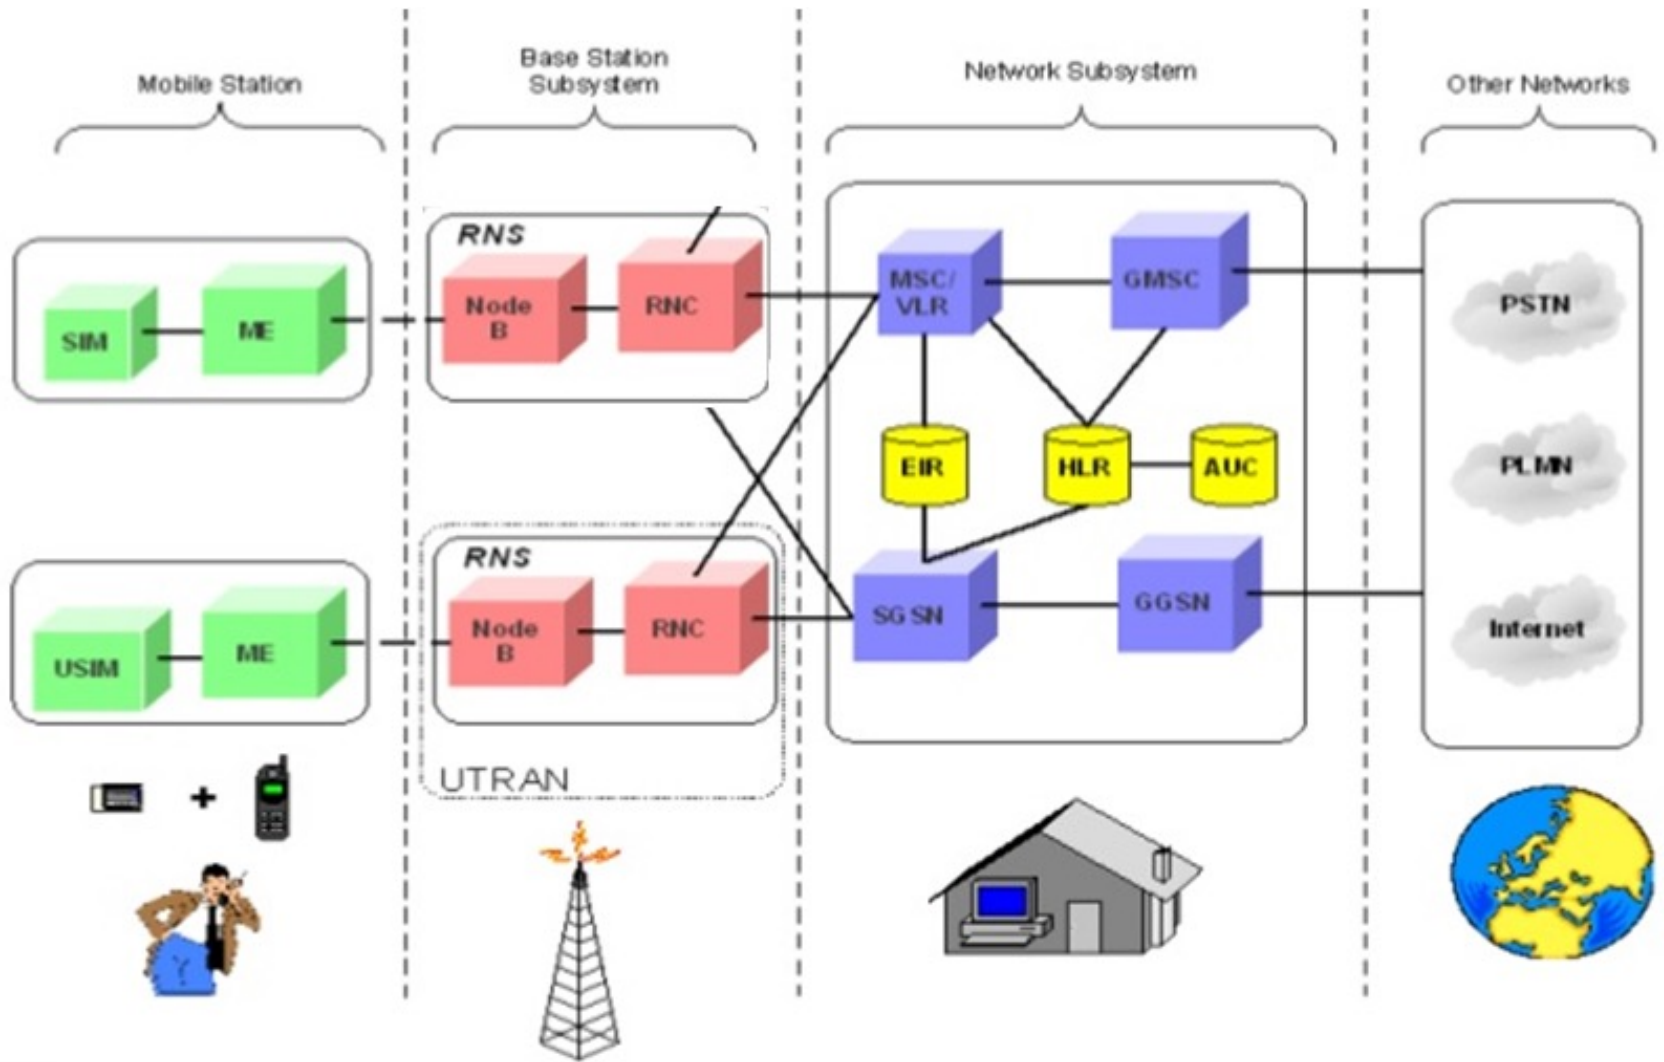 Mobile Station
Base Station
Subsystem
Network Subsystem
Other Networks
RNS
SIM
ME
Node
B
RNC
MSC/
VLR
GMSC
PSTN
EIR
HLR
AUC
PLMN
RNS
USIM
ME
Node
B
RNC
SGSN
GGSN
Internet
UTRAN
+
Y